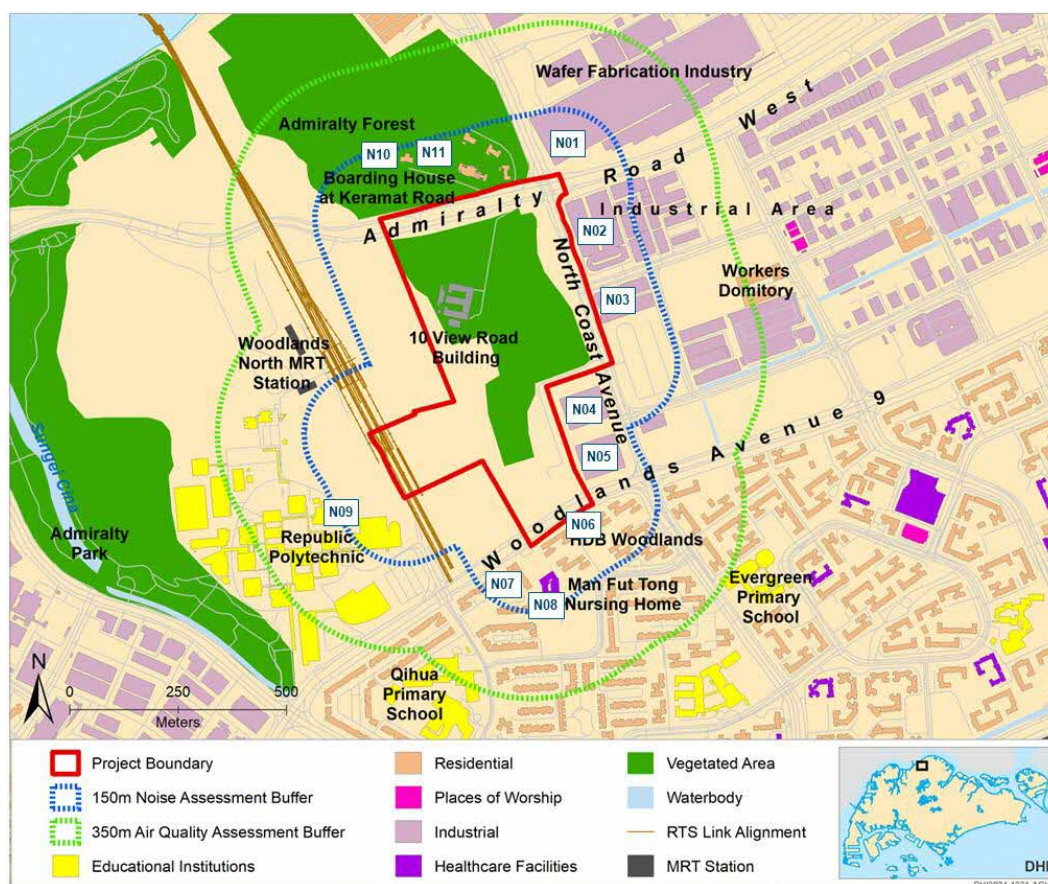 Wafer Fabrication Industry
West
Admiralty Forest
N10
N11
N01
Boarding House
at Keramat Road
Admiralty Road
Industrial Area
N02
Workers
Domitory
N03
North Coast Avenue
10 View Road
Building
Woodlands
North MRT
Station
N04
N05
Woodlands Avenue 9
Sungei Cina
N09
Republic
Polytechnic
Admiralty
Park
N06
HDB Woodlands
N07
N08
Man Fut Tong
Nursing Home
Evergreen
Primary
School
Qihua
Primary
School
N
0 250 500
Meters
Project Boundary
150m Noise Assessment Buffer
350m Air Quality Assessment Buffer
Educational Institutions
Residential
Places of Worship
Industrial
Healthcare Facilities
Vegetated Area
Waterbody
RTS Link Alignment
MRT Station
DHI